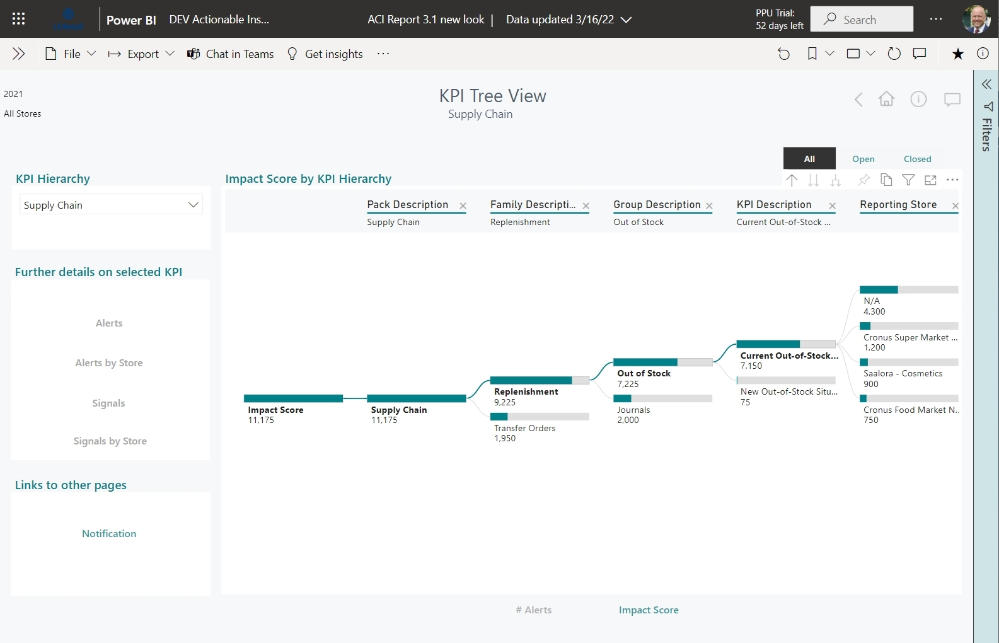 Power BI
DEV Actionable Ins...
ACI Report 3.1 new look | Data updated 3/16/22
PPU Trial:
52 days left
Search
File
Export
Chat in Teams
Get insights
2021
All Stores
KPI Tree View
Supply Chain
Filters
All
Open
Closed
KPI Hierarchy
Supply Chain
Further details on selected KPI
Alerts
Alerts by Store
Signals
Signals by Store
Links to other pages
Notification
Impact Score by KPI Hierarchy
Pack Description
Supply Chain
Family Descripti...
Replenishment
Group Description
Out of Stock
KPI Description
Current Out-of-Stock ...
Reporting Store
Impact Score
11,175
Supply Chain
11,175
Replenishment
9,225
Transfer Orders
1,950
Out of Stock
7,225
Journals
2,000
Current Out-of-Stock...
7,150
New Out-of-Stock Situ...
75
N/A
4,300
Cronus Super Market ...
1,200
Saalora - Cosmetics
900
Cronus Food Market N..
750
# Alerts
Impact Score